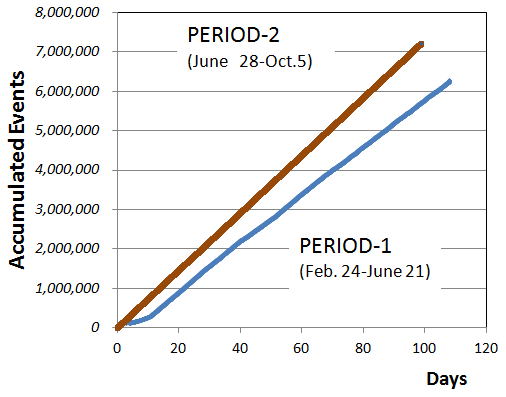 8,000,000
7,000,000
6,000,000
5,000,000
4,000,000
3,000,000
2,000,000
1,000,000
0
Accumulated Events
PERIOD-2
(June 28-Oct.5)
PERIOD-1
(Feb. 24-June 21)
0 20 40 60 80 100 120
Days